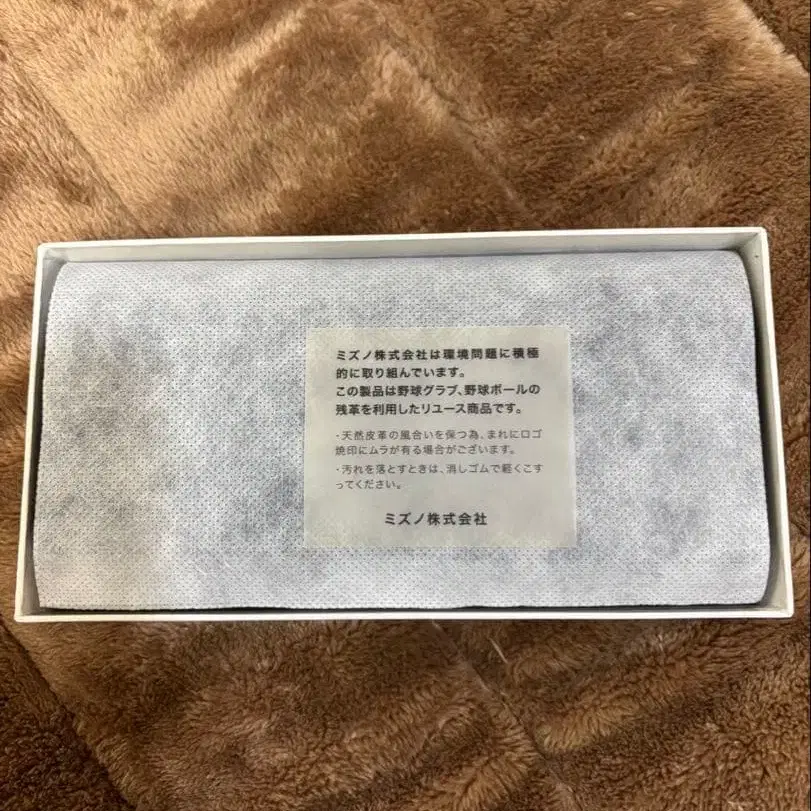 ミズノ株式会社は環境問題に積極
的に取り組んでいます。
この製品は野球グラブ、野球ボールの
残革を利用したリユース商品です。
・天然皮革の風合いを保つ為、まれにロゴ
焼印にムラが有る場合がございます。
・汚れを落とすときは、消しゴムで軽くこす
ってください。
ミズノ株式会社